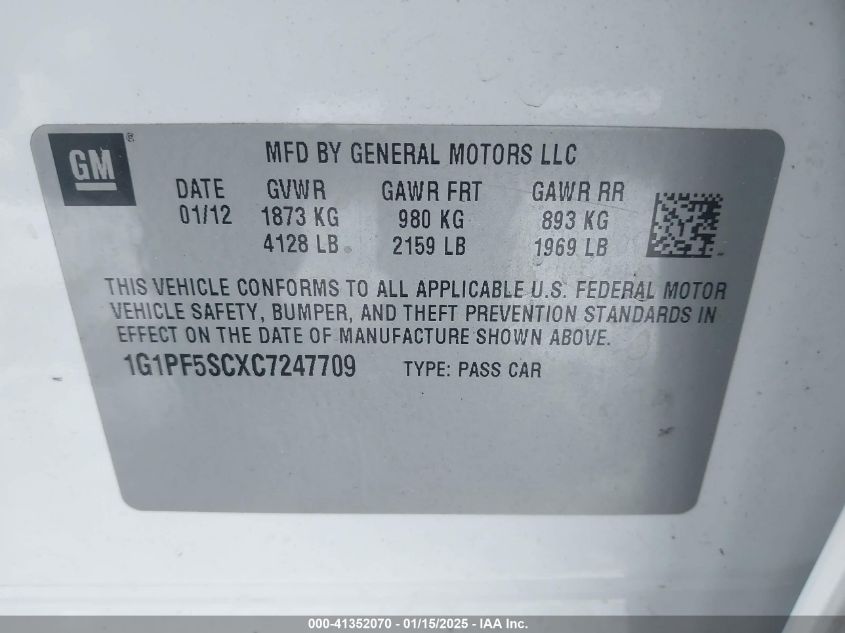 GM ®
MFD BY GENERAL MOTORS LLC
DATE GVWR GAWR FRT GAWR RR
01/12 1873 KG 980 KG 893 KG
4128 LB 2159 LB 1969 LB
THIS VEHICLE CONFORMS TO ALL APPLICABLE U.S. FEDERAL MOTOR
VEHICLE SAFETY, BUMPER, AND THEFT PREVENTION STANDARDS IN
EFFECT ON THE DATE OF MANUFACTURE SHOWN ABOVE.
1G1PF5SCXC7247709 TYPE: PASS CAR
000-41352070 - 01/15/2025 - IAA Inc.